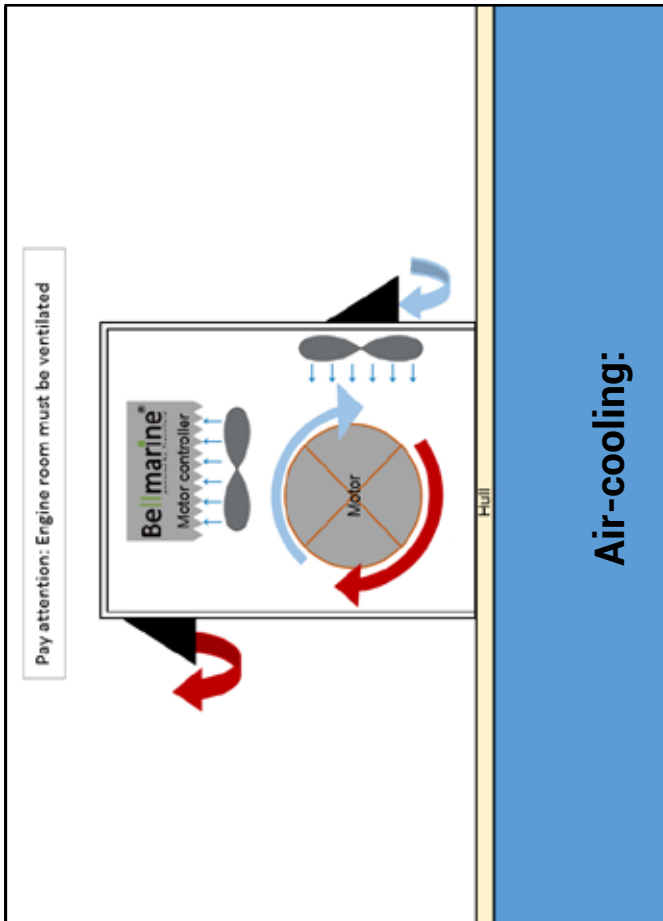 Pay attention: Engine room must be ventilated
Bellmarine®
Motor controller
Motor
Hull
Air-cooling: